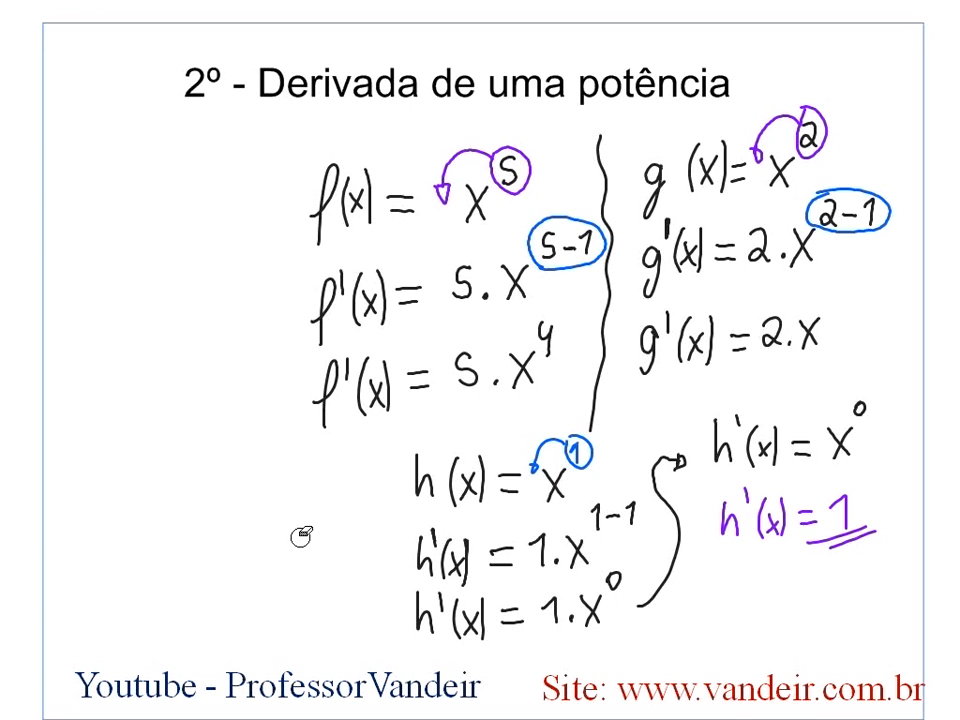 2º - Derivada de uma potência
f(x) = x⁵
f'(x) = 5.x⁵⁻¹
f'(x) = 5.x⁴
g(x) = x²
g'(x) = 2.x²⁻¹
g'(x) = 2.x
h(x) = x¹
h'(x) = 1.x¹⁻¹
h'(x) = 1.x⁰
h'(x) = x⁰
h'(x) = 1
Youtube - ProfessorVandeir
Site: www.vandeir.com.br